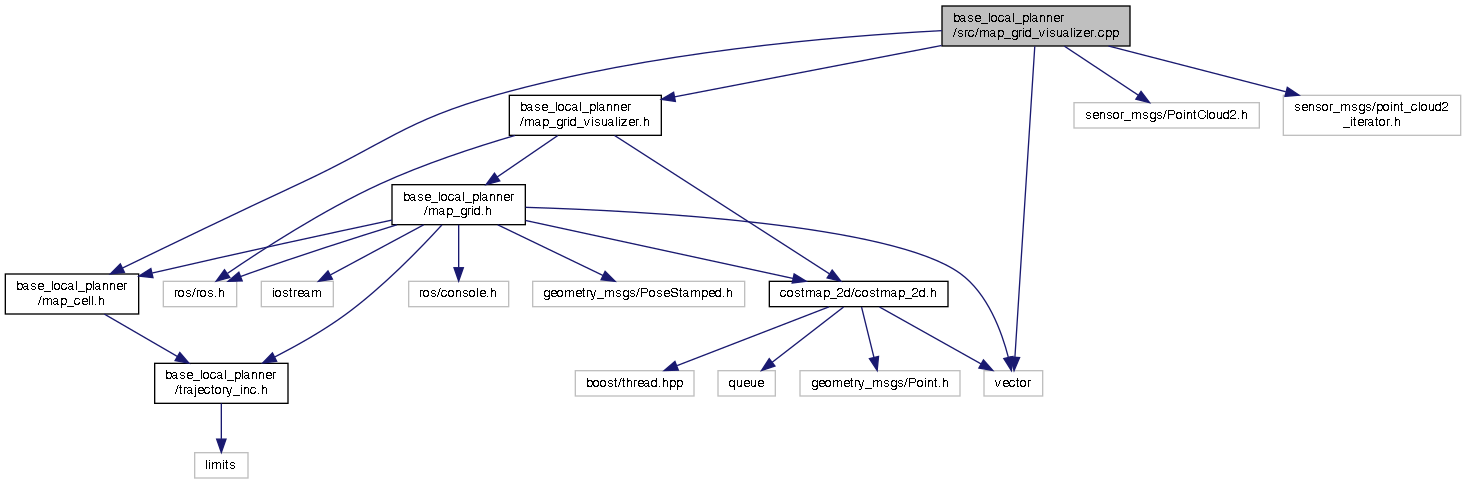 base_local_planner
/src/map_grid_visualizer.cpp
base_local_planner
/map_grid_visualizer.h
sensor_msgs/PointCloud2.h
sensor_msgs/point_cloud2
_iterator.h
base_local_planner
/map_grid.h
base_local_planner
/map_cell.h
ros/ros.h
iostream
ros/console.h
geometry_msgs/PoseStamped.h
costmap_2d/costmap_2d.h
base_local_planner
/trajectory_inc.h
boost/thread.hpp
queue
geometry_msgs/Point.h
vector
limits